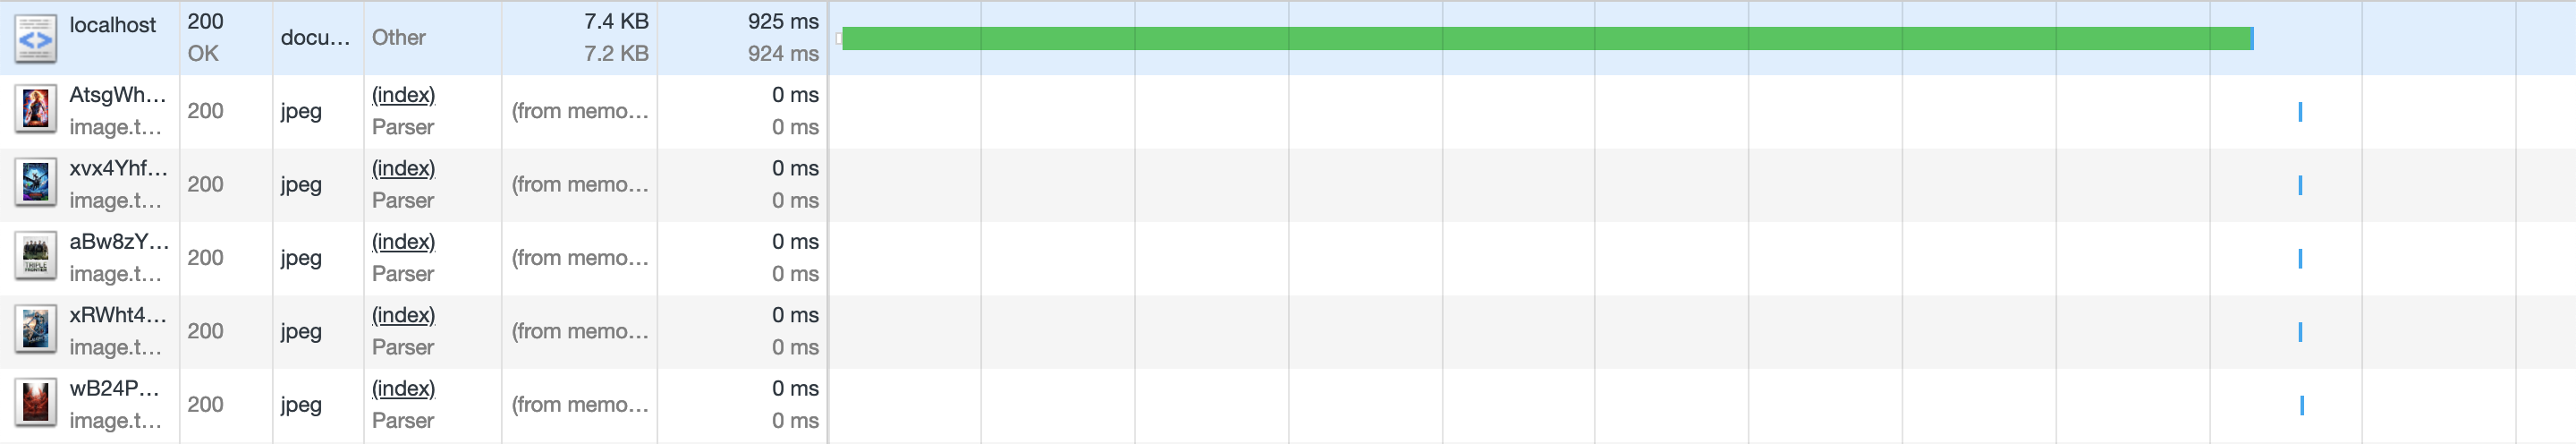 localhost 200 7.4 KB 925 ms
OK docu… Other 7.2 KB 924 ms
AtsgWh… (index) 0 ms
image.t… 200 jpeg Parser (from memo… 0 ms
xvx4Yhf… (index) 0 ms
image.t… 200 jpeg Parser (from memo… 0 ms
aBw8zY… (index) 0 ms
image.t… 200 jpeg Parser (from memo… 0 ms
TRIPLE
FRONTIER
xRWht4… (index) 0 ms
image.t… 200 jpeg Parser (from memo… 0 ms
wB24P… (index) 0 ms
image.t… 200 jpeg Parser (from memo… 0 ms